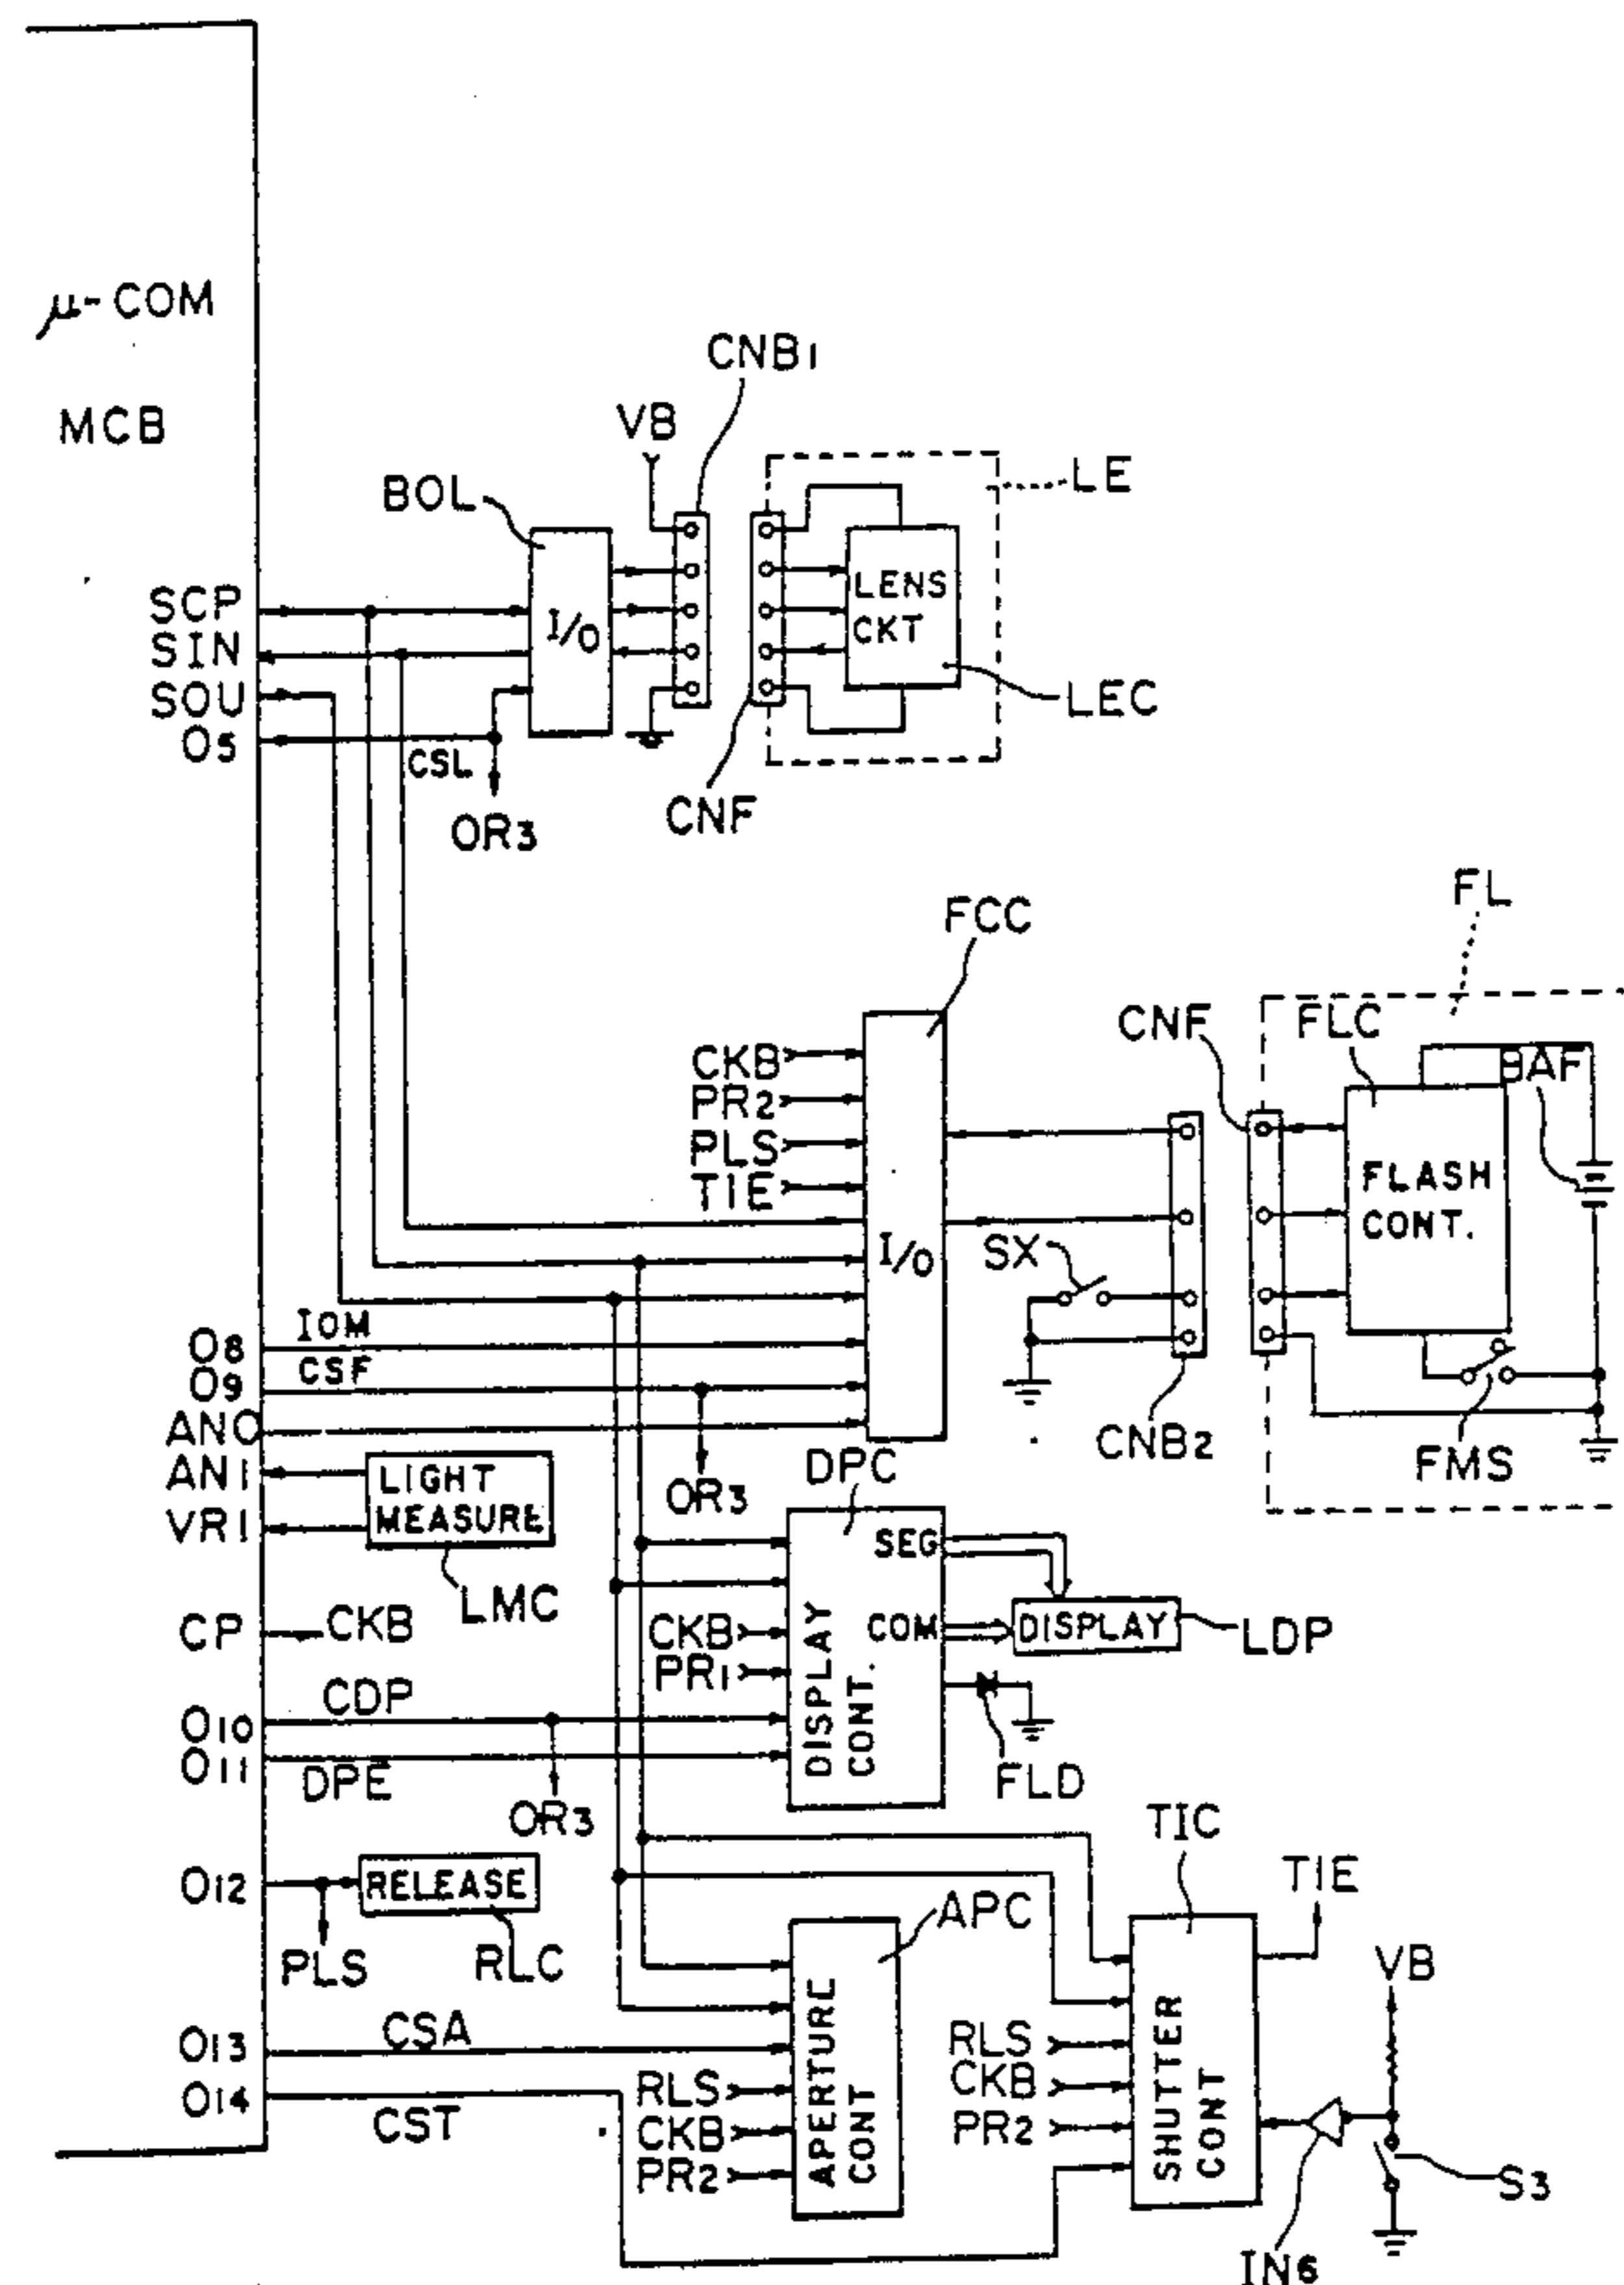 μ-COM
MCB
CNB1
VB
BOL
LE
LENS
CKT
I/O
SCP
SIN
SOU
O5
CSL
OR3
CNF
LEC
FL
FCC
CNF
FLC
BAF
CKB
PR2
PLS
TIE
FLASH
CONT.
I/O
SX
IOM
O8
CSF
O9
ANO
CNB2
FMS
AN1
LIGHT
MEASURE
VR1
OR3
DPC
SEG
LMC
CP
CKB
CKB
PR1
COM
DISPLAY
LDP
DISPLAY
CONT.
CDP
O10
O11
DPE
OR3
FLD
TIC
TIE
O12
RELEASE
APC
PLS
RLC
VB
CSA
O13
APERTURE
CONT
RLS
CKB
PR2
SHUTTER
CONT
O14
CST
RLS
CKB
PR2
S3
IN6